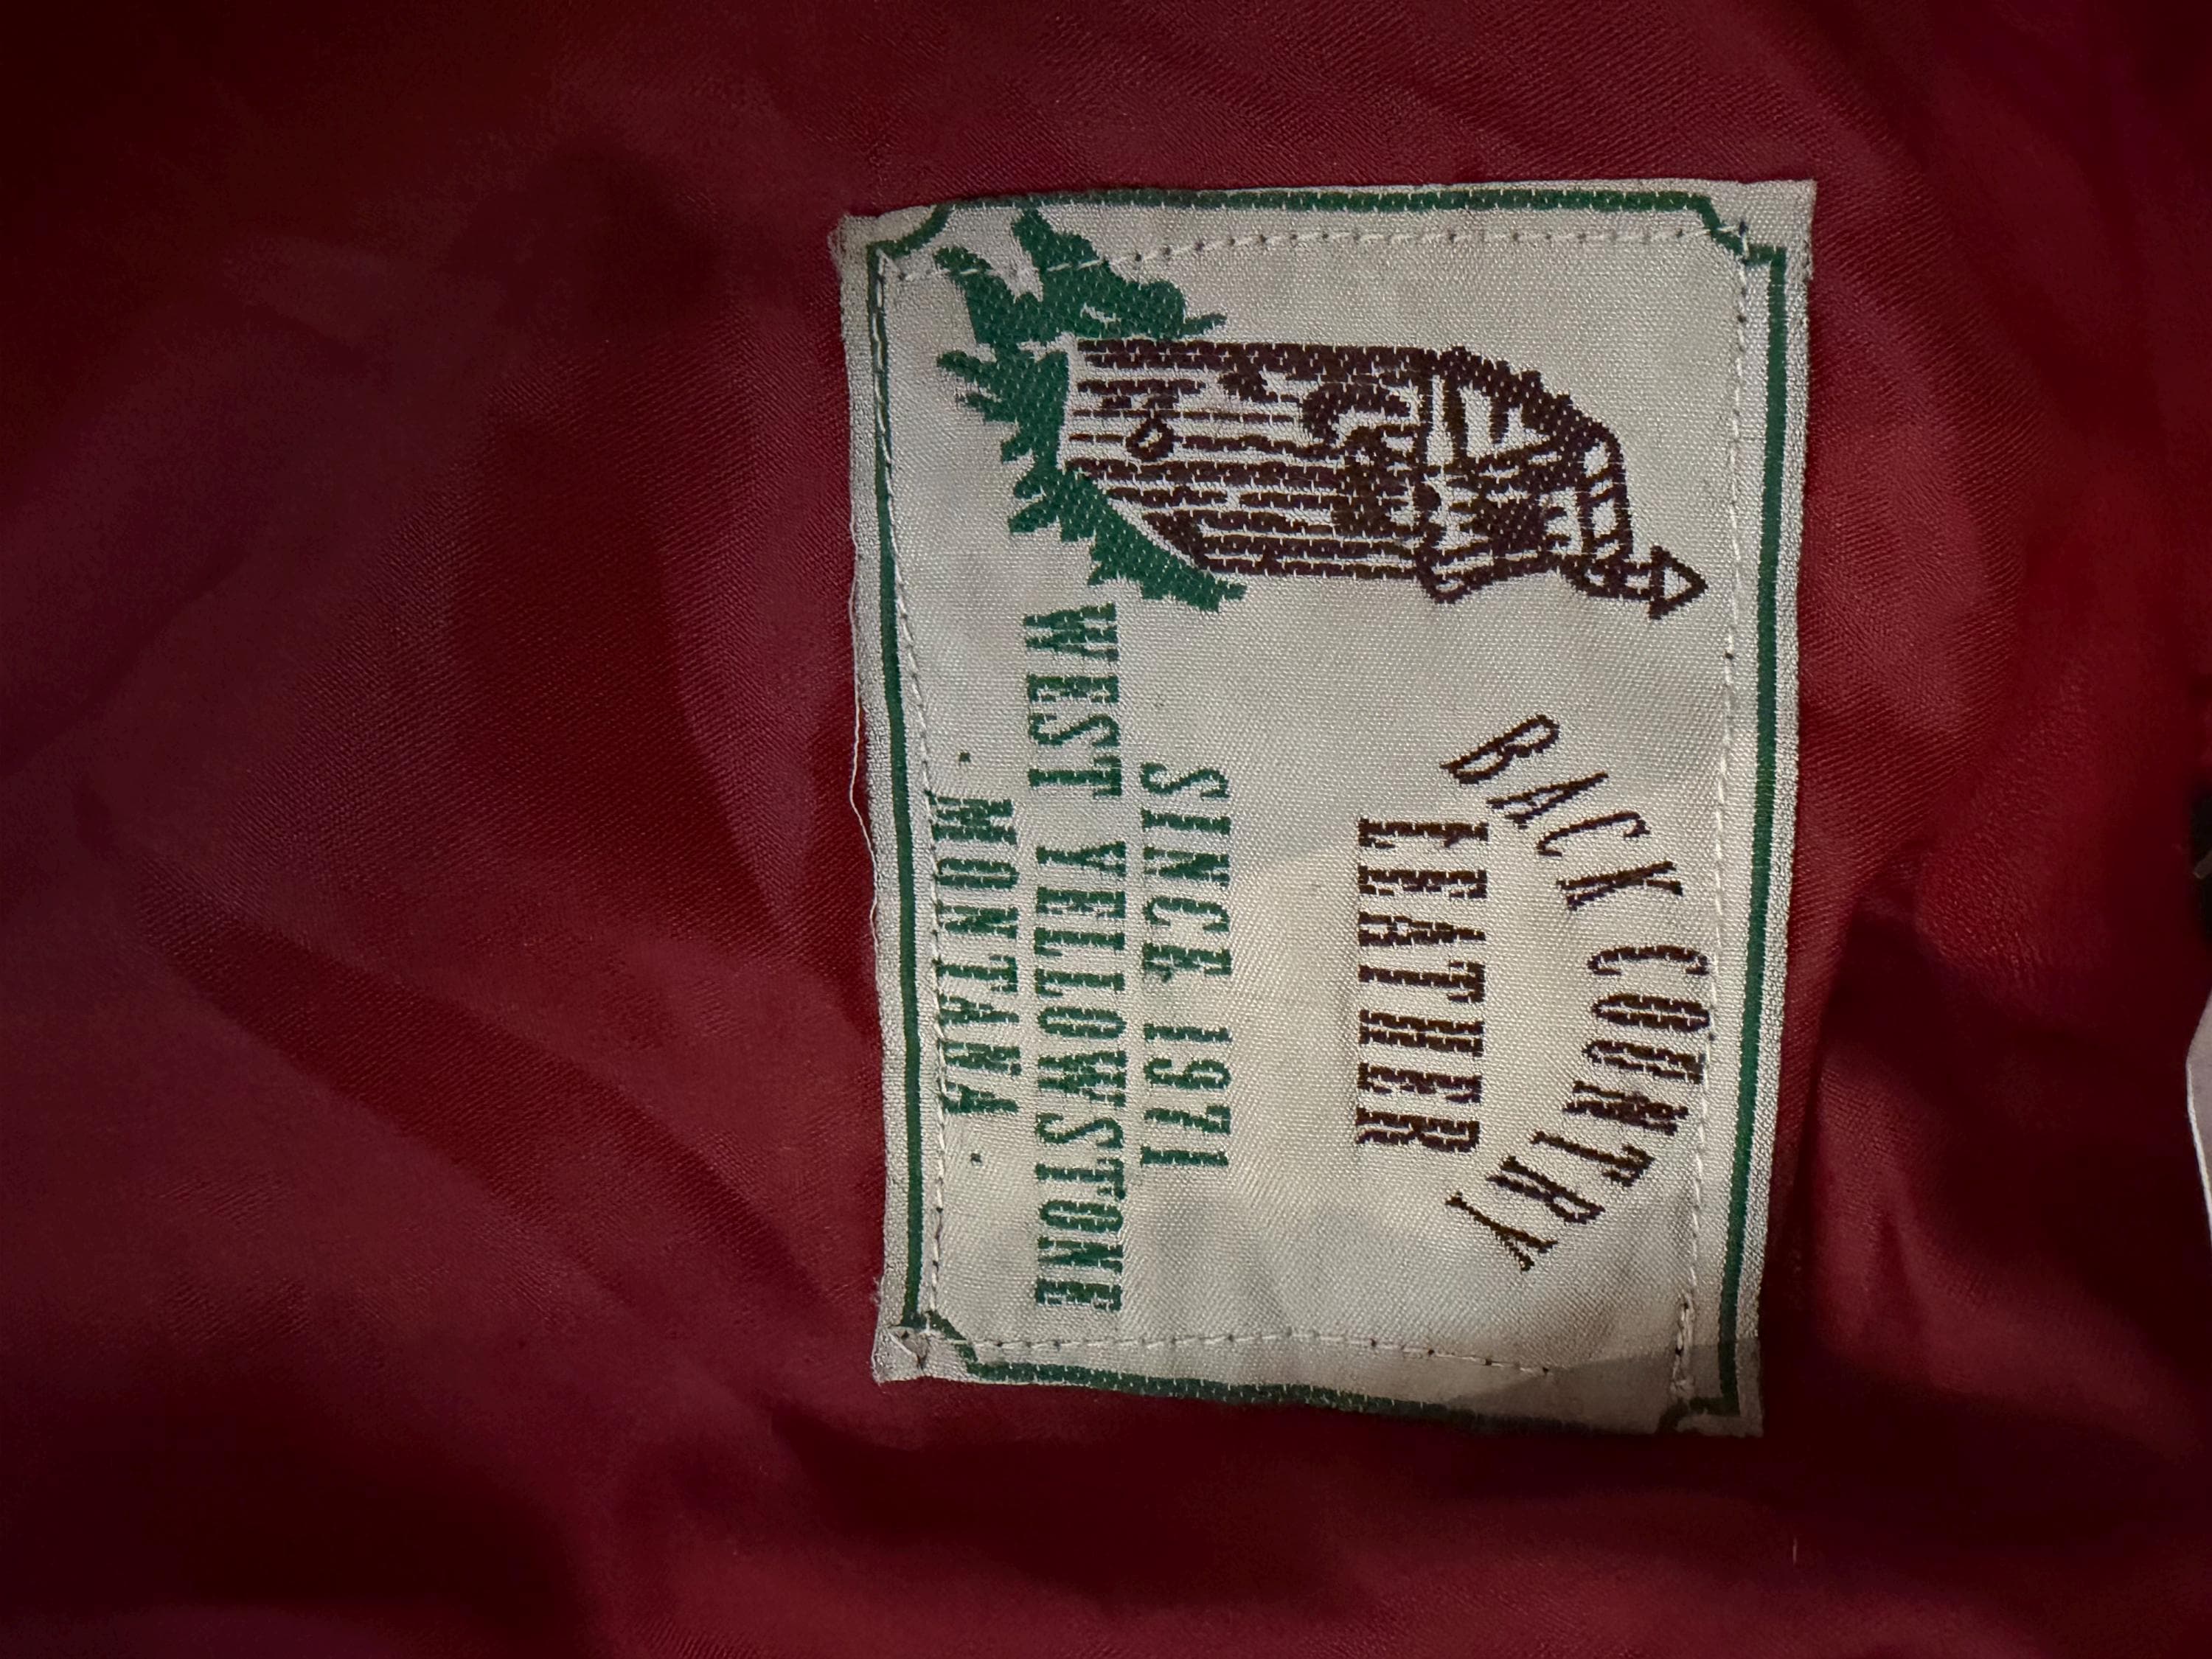 BACK COUNTRY
LEATHER
SINCE 1971
WEST YELLOWSTONE
· MONTANA ·